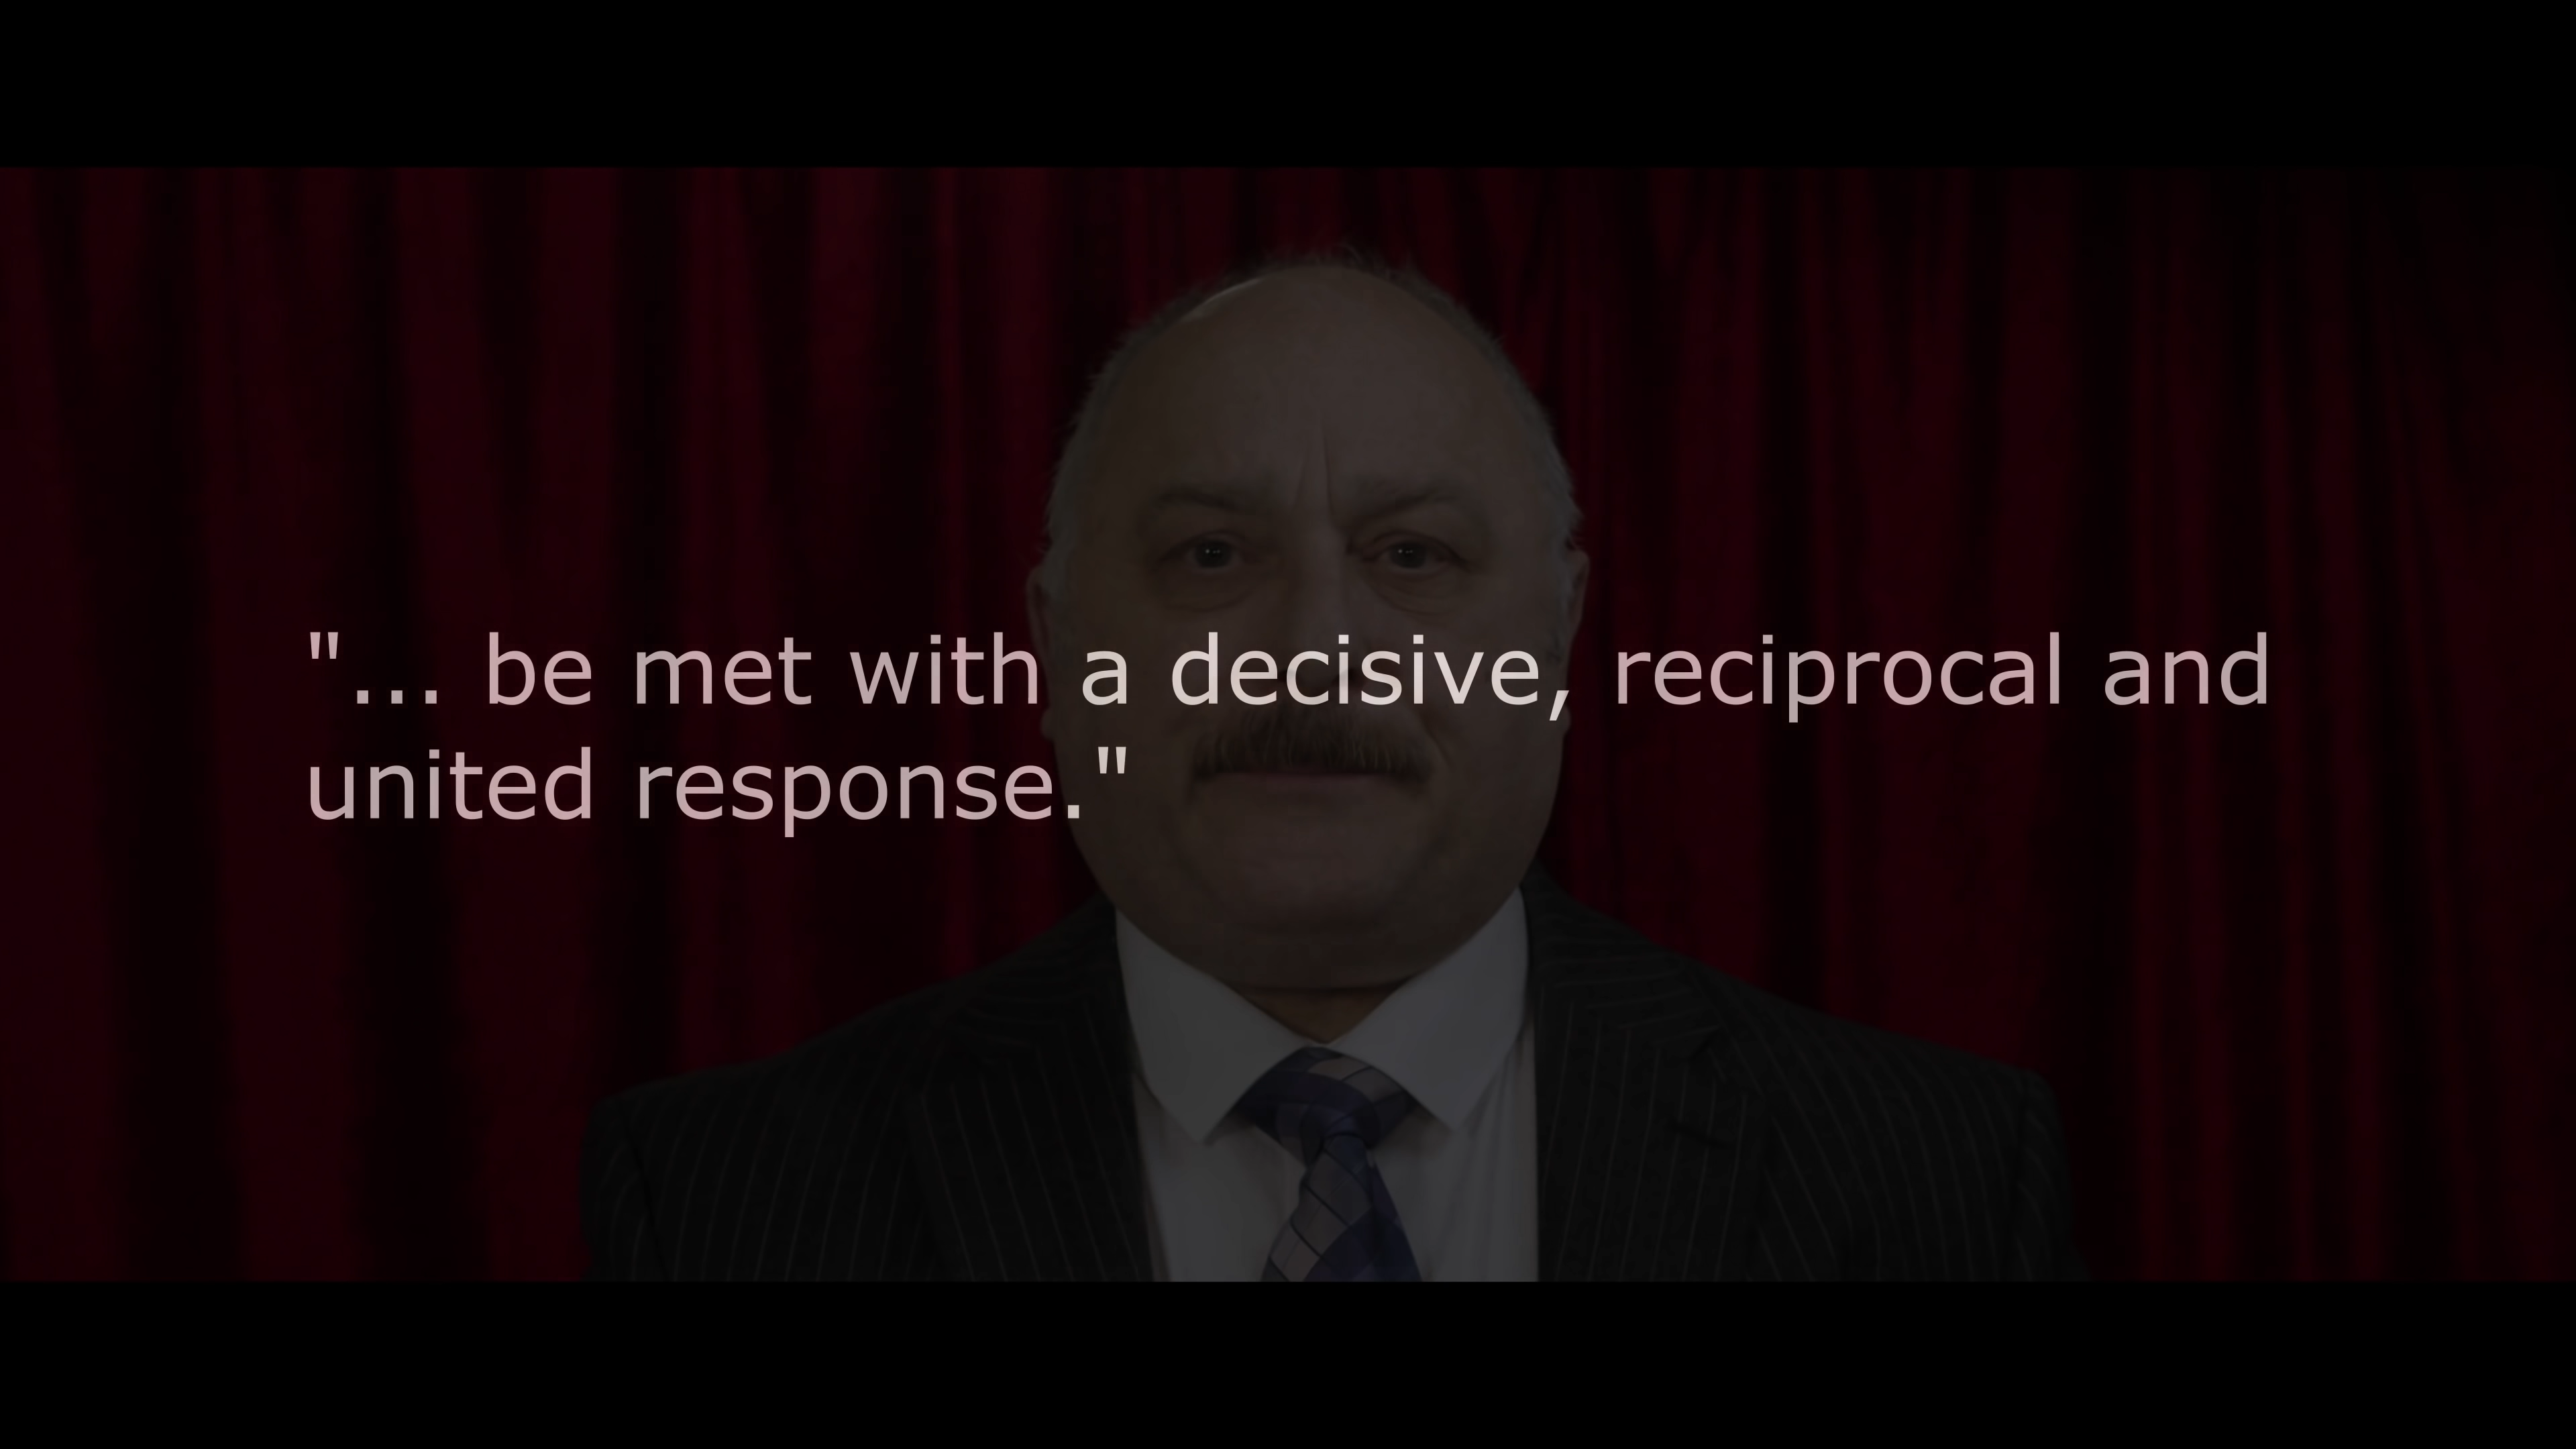 "... be met with a decisive, reciprocal and
united response."